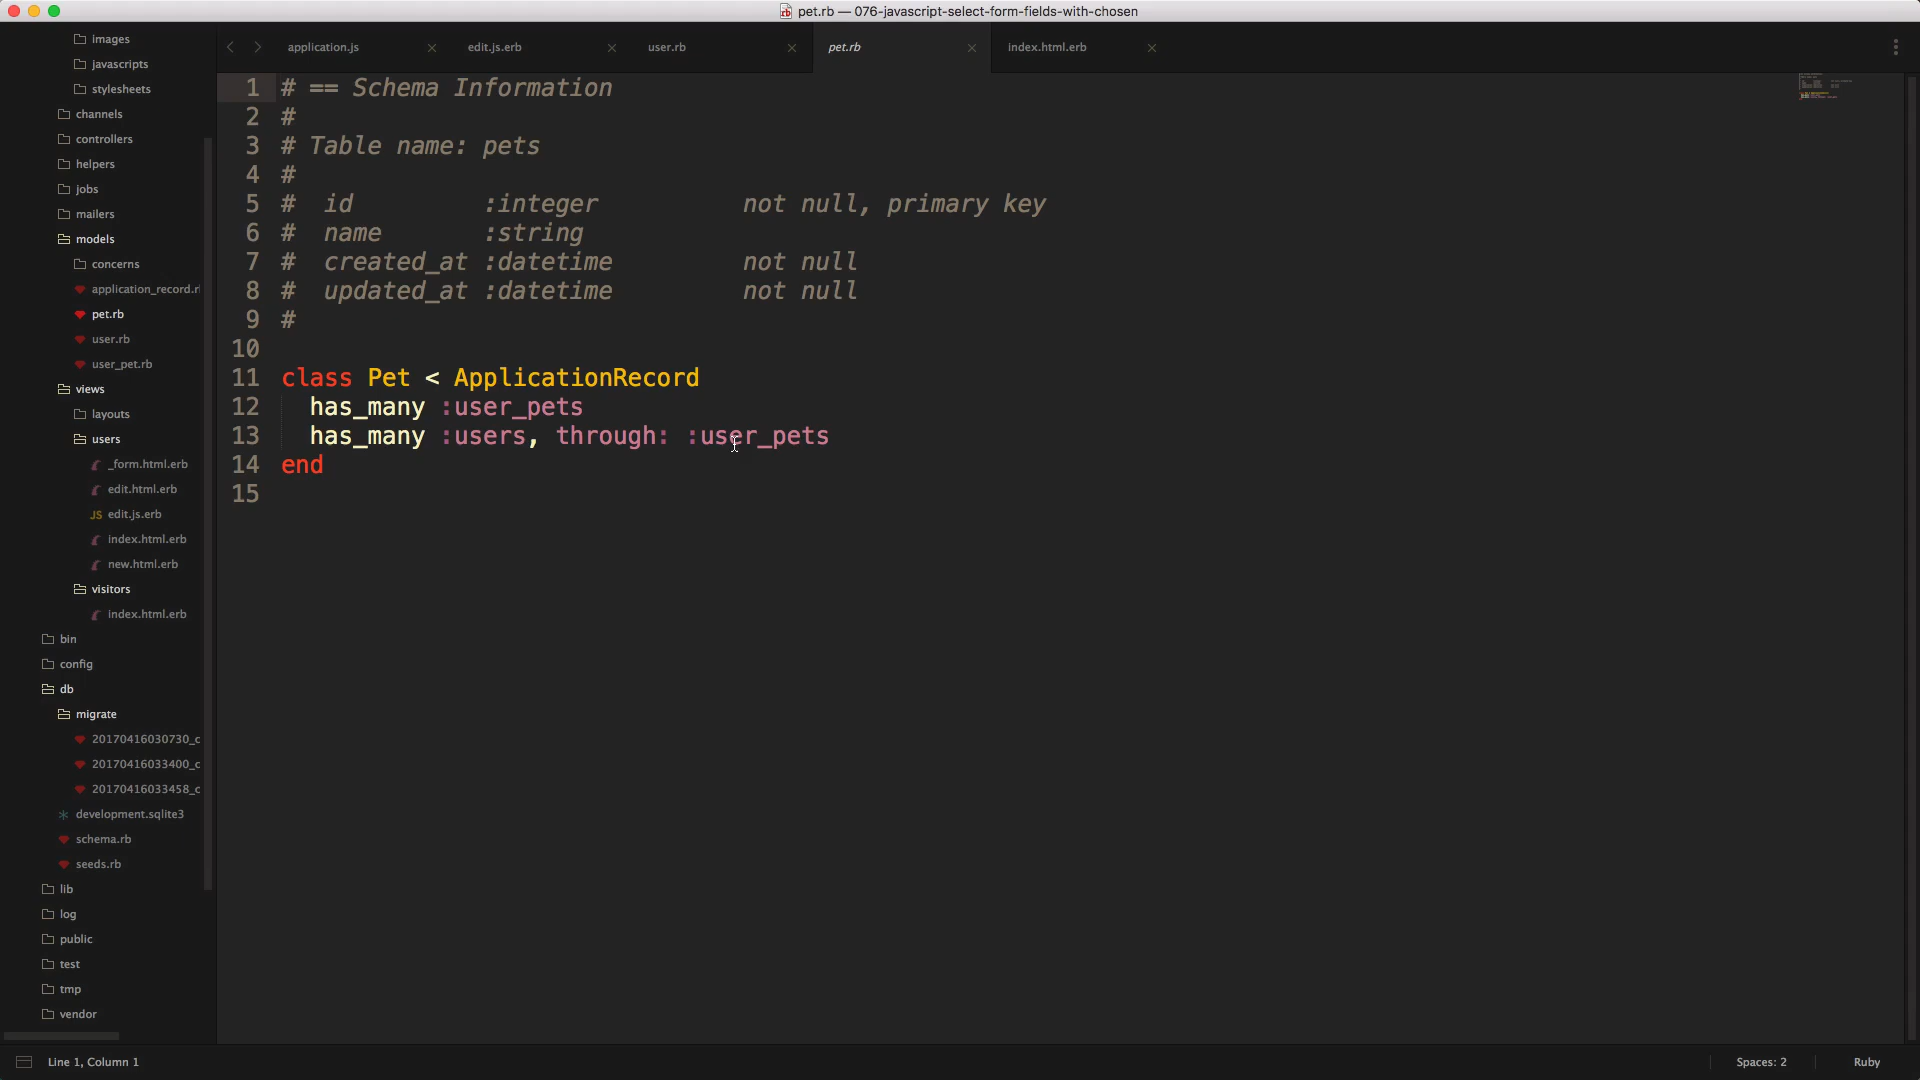 pet.rb — 076-javascript-select-form-fields-with-chosen
application.js
edit.js.erb
user.rb
pet.rb
index.html.erb
images
javascripts
stylesheets
channels
controllers
helpers
jobs
mailers
models
concerns
application_record.r
pet.rb
user.rb
user_pet.rb
views
layouts
users
_form.html.erb
edit.html.erb
JS edit.js.erb
index.html.erb
new.html.erb
visitors
index.html.erb
bin
config
db
migrate
20170416030730_c
20170416033400_c
20170416033458_c
development.sqlite3
schema.rb
seeds.rb
lib
log
public
test
tmp
vendor
1 # == Schema Information
2 #
3 # Table name: pets
4 #
5 # id :integer not null, primary key
6 # name :string
7 # created_at :datetime not null
8 # updated_at :datetime not null
9 #
10
11 class Pet < ApplicationRecord
12 has_many :user_pets
13 has_many :users, through: :user_pets
14 end
15
Line 1, Column 1
Spaces: 2
Ruby